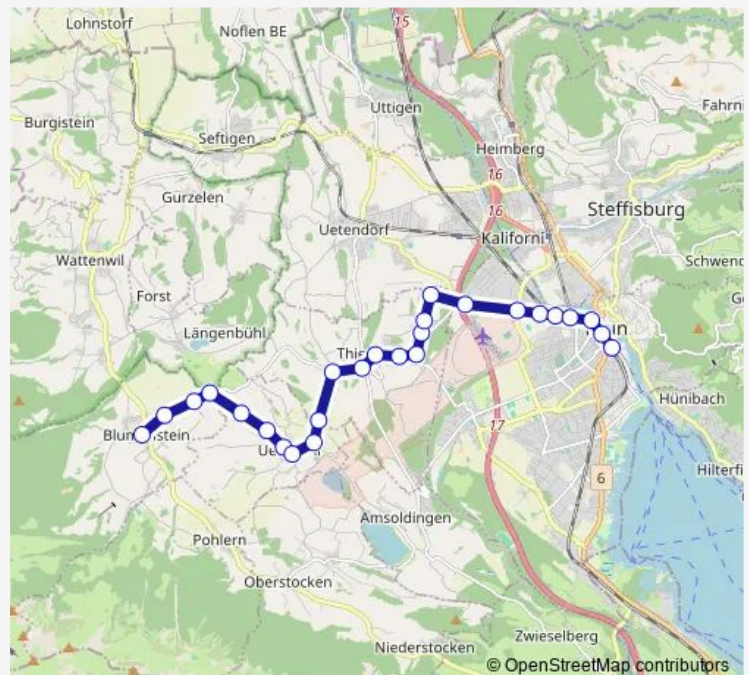 Lohnstorf
Noflen BE
15
Burgistein
Seftigen
Uttigen
Fahrni
Heimberg
16
16
Gurzelen
Steffisburg
Uetendorf
Kaliforni
Wattenwil
Schwend
Forst
Längenbühl
Thie
Hünibach
17
6
Hilterfi
Amsoldingen
Pohlern
Oberstocken
Zwieselberg
Niederstocken
© OpenStreetMap contributors